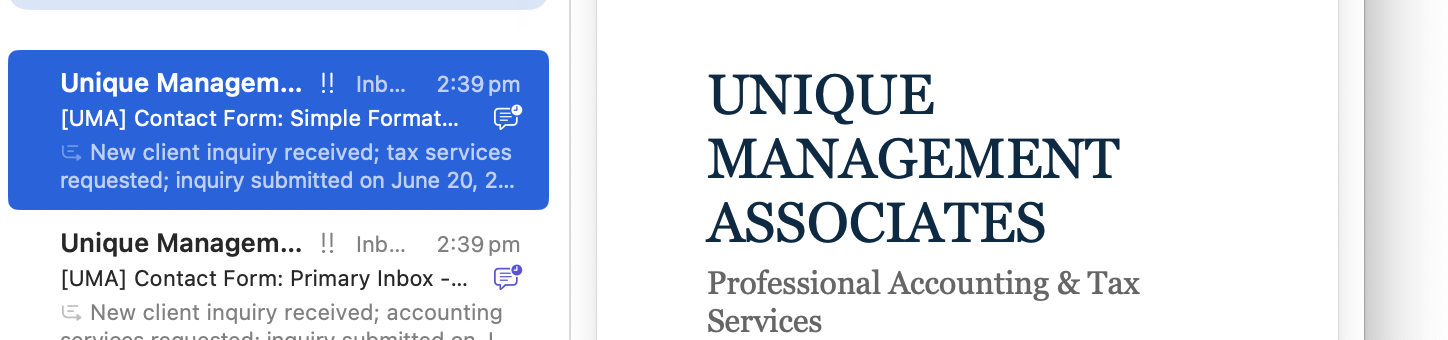 Unique Managem... !! Inb... 2:39 pm
[UMA] Contact Form: Simple Format...
New client inquiry received; tax services
requested; inquiry submitted on June 20, 2...
Unique Managem... !! Inb... 2:39 pm
[UMA] Contact Form: Primary Inbox -...
New client inquiry received; accounting
services requested; inquiry submitted on J
UNIQUE
MANAGEMENT
ASSOCIATES
Professional Accounting & Tax
Services